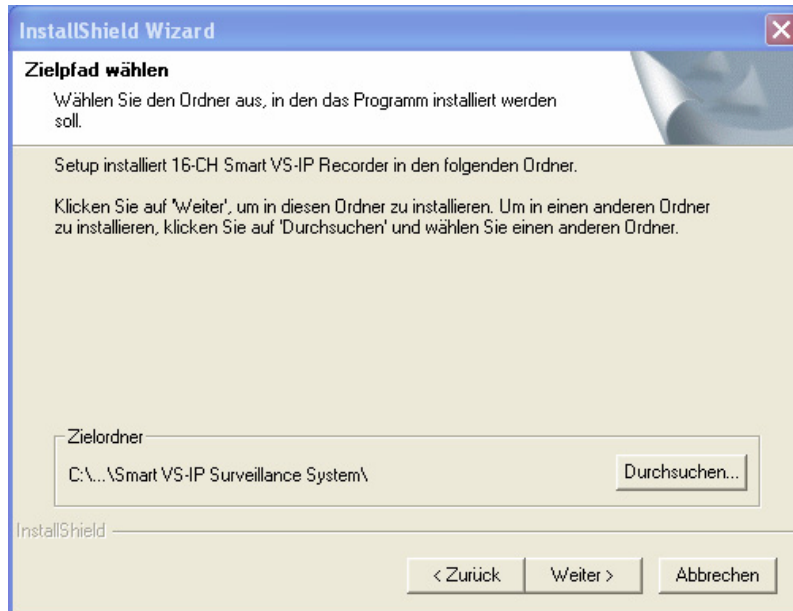 InstallShield Wizard
Zielpfad wählen
Wählen Sie den Ordner aus, in den das Programm installiert werden
soll.
Setup installiert 16-CH Smart VS-IP Recorder in den folgenden Ordner.
Klicken Sie auf 'Weiter', um in diesen Ordner zu installieren. Um in einen anderen Ordner
zu installieren, klicken Sie auf 'Durchsuchen' und wählen Sie einen anderen Ordner.
Zielordner
C:\...\Smart VS-IP Surveillance System\
Durchsuchen...
InstallShield
< Zurück
Weiter >
Abbrechen